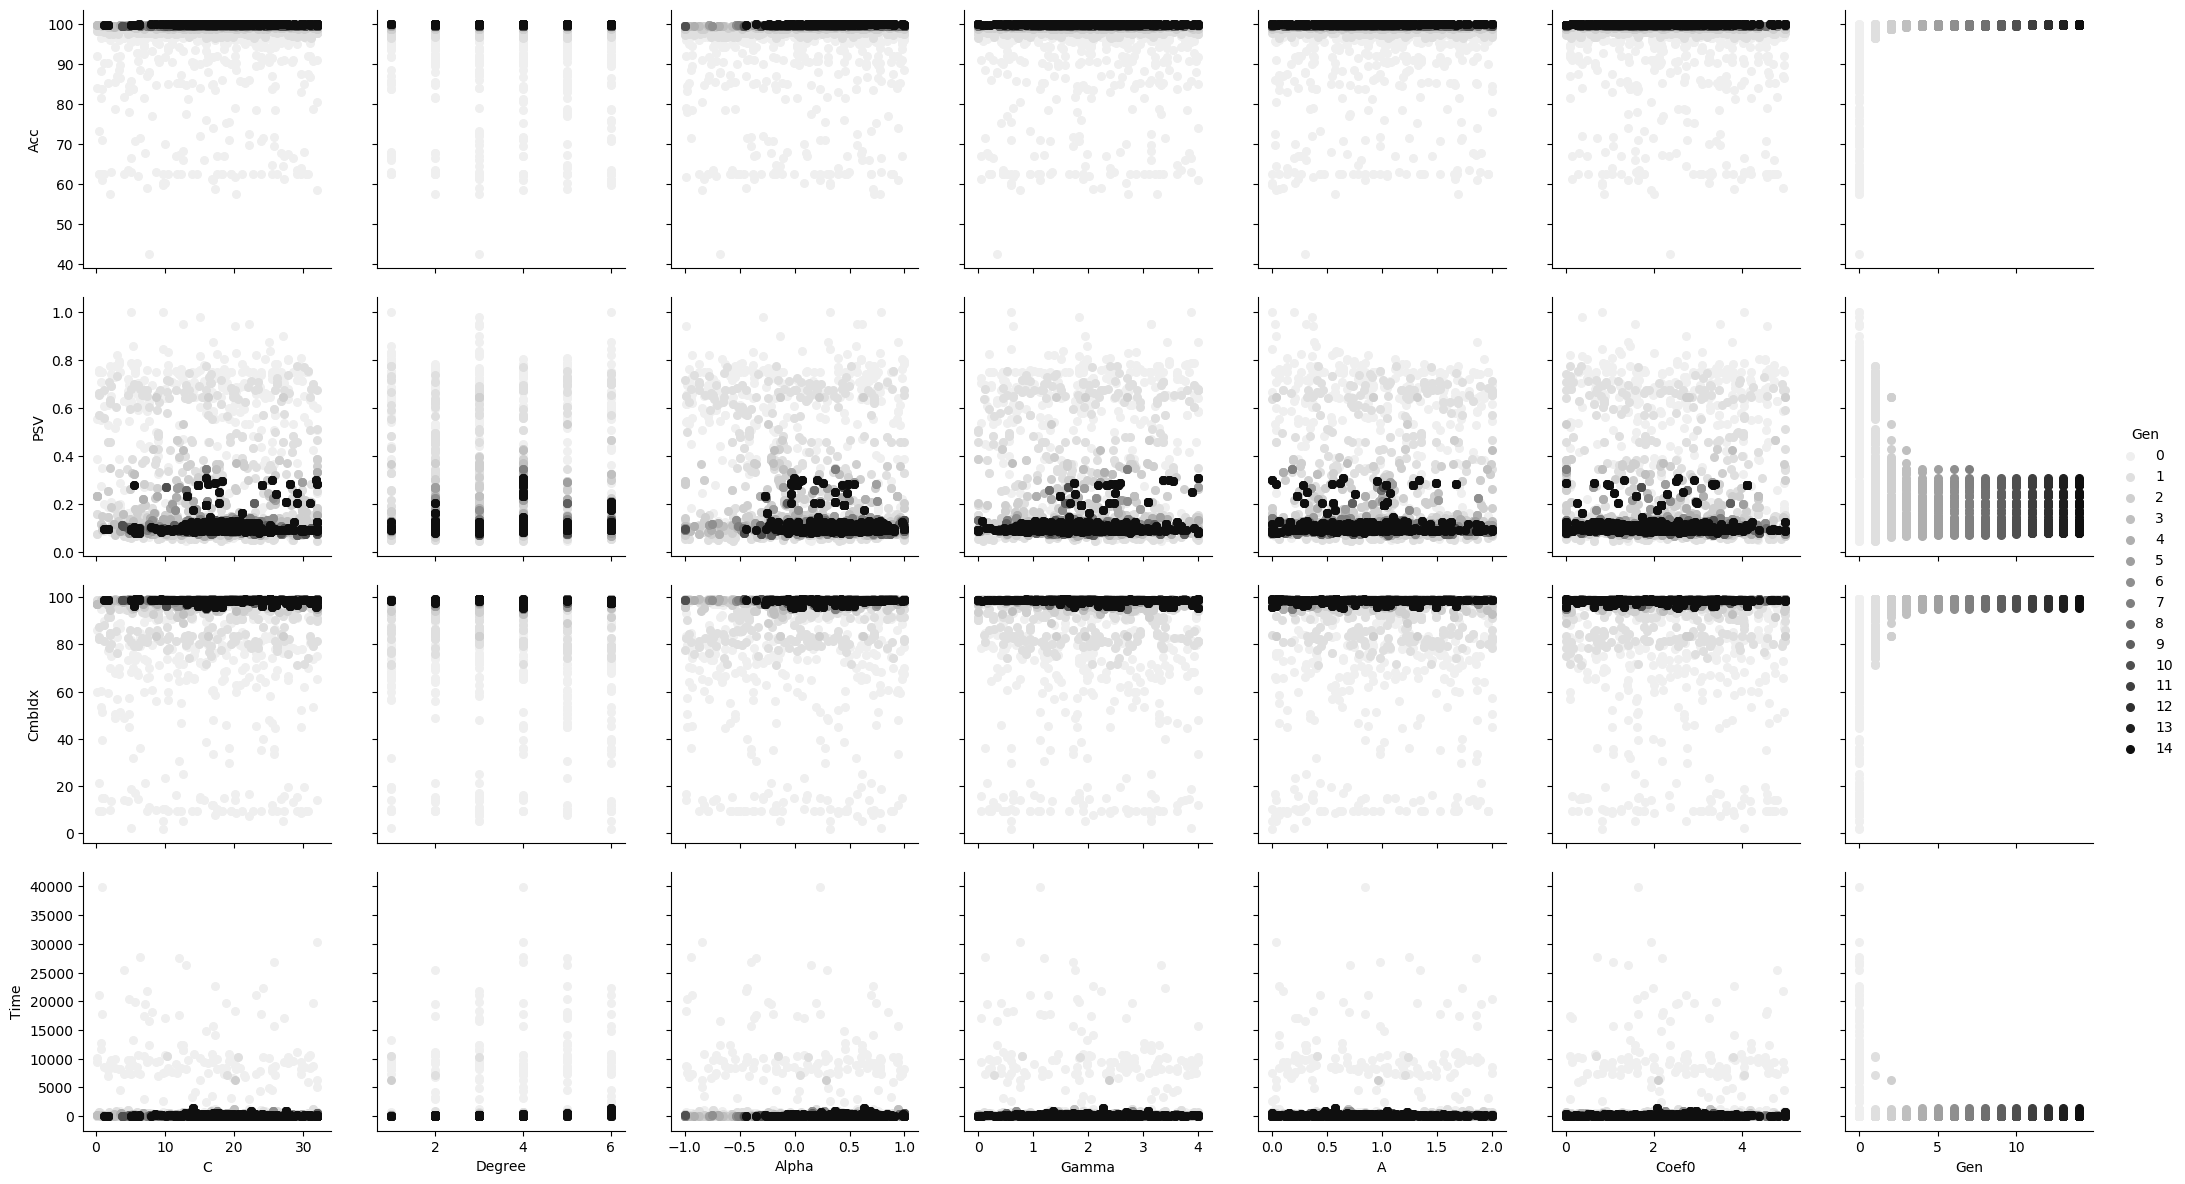 100
90
80
70
60
50
40
Acc
1.0
0.8
0.6
0.4
0.2
0.0
PSV
Gen
0
1
2
3
4
5
6
7
8
9
10
11
12
13
14
100
80
60
40
20
0
CmbIdx
40000
35000
30000
25000
20000
15000
10000
5000
0
Time
0 10 20 30
2 4 6
−1.0 −0.5 0.0 0.5 1.0
0 1 2 3 4
0.0 0.5 1.0 1.5 2.0
0 2 4
0 5 10
C
Degree
Alpha
Gamma
A
Coef0
Gen